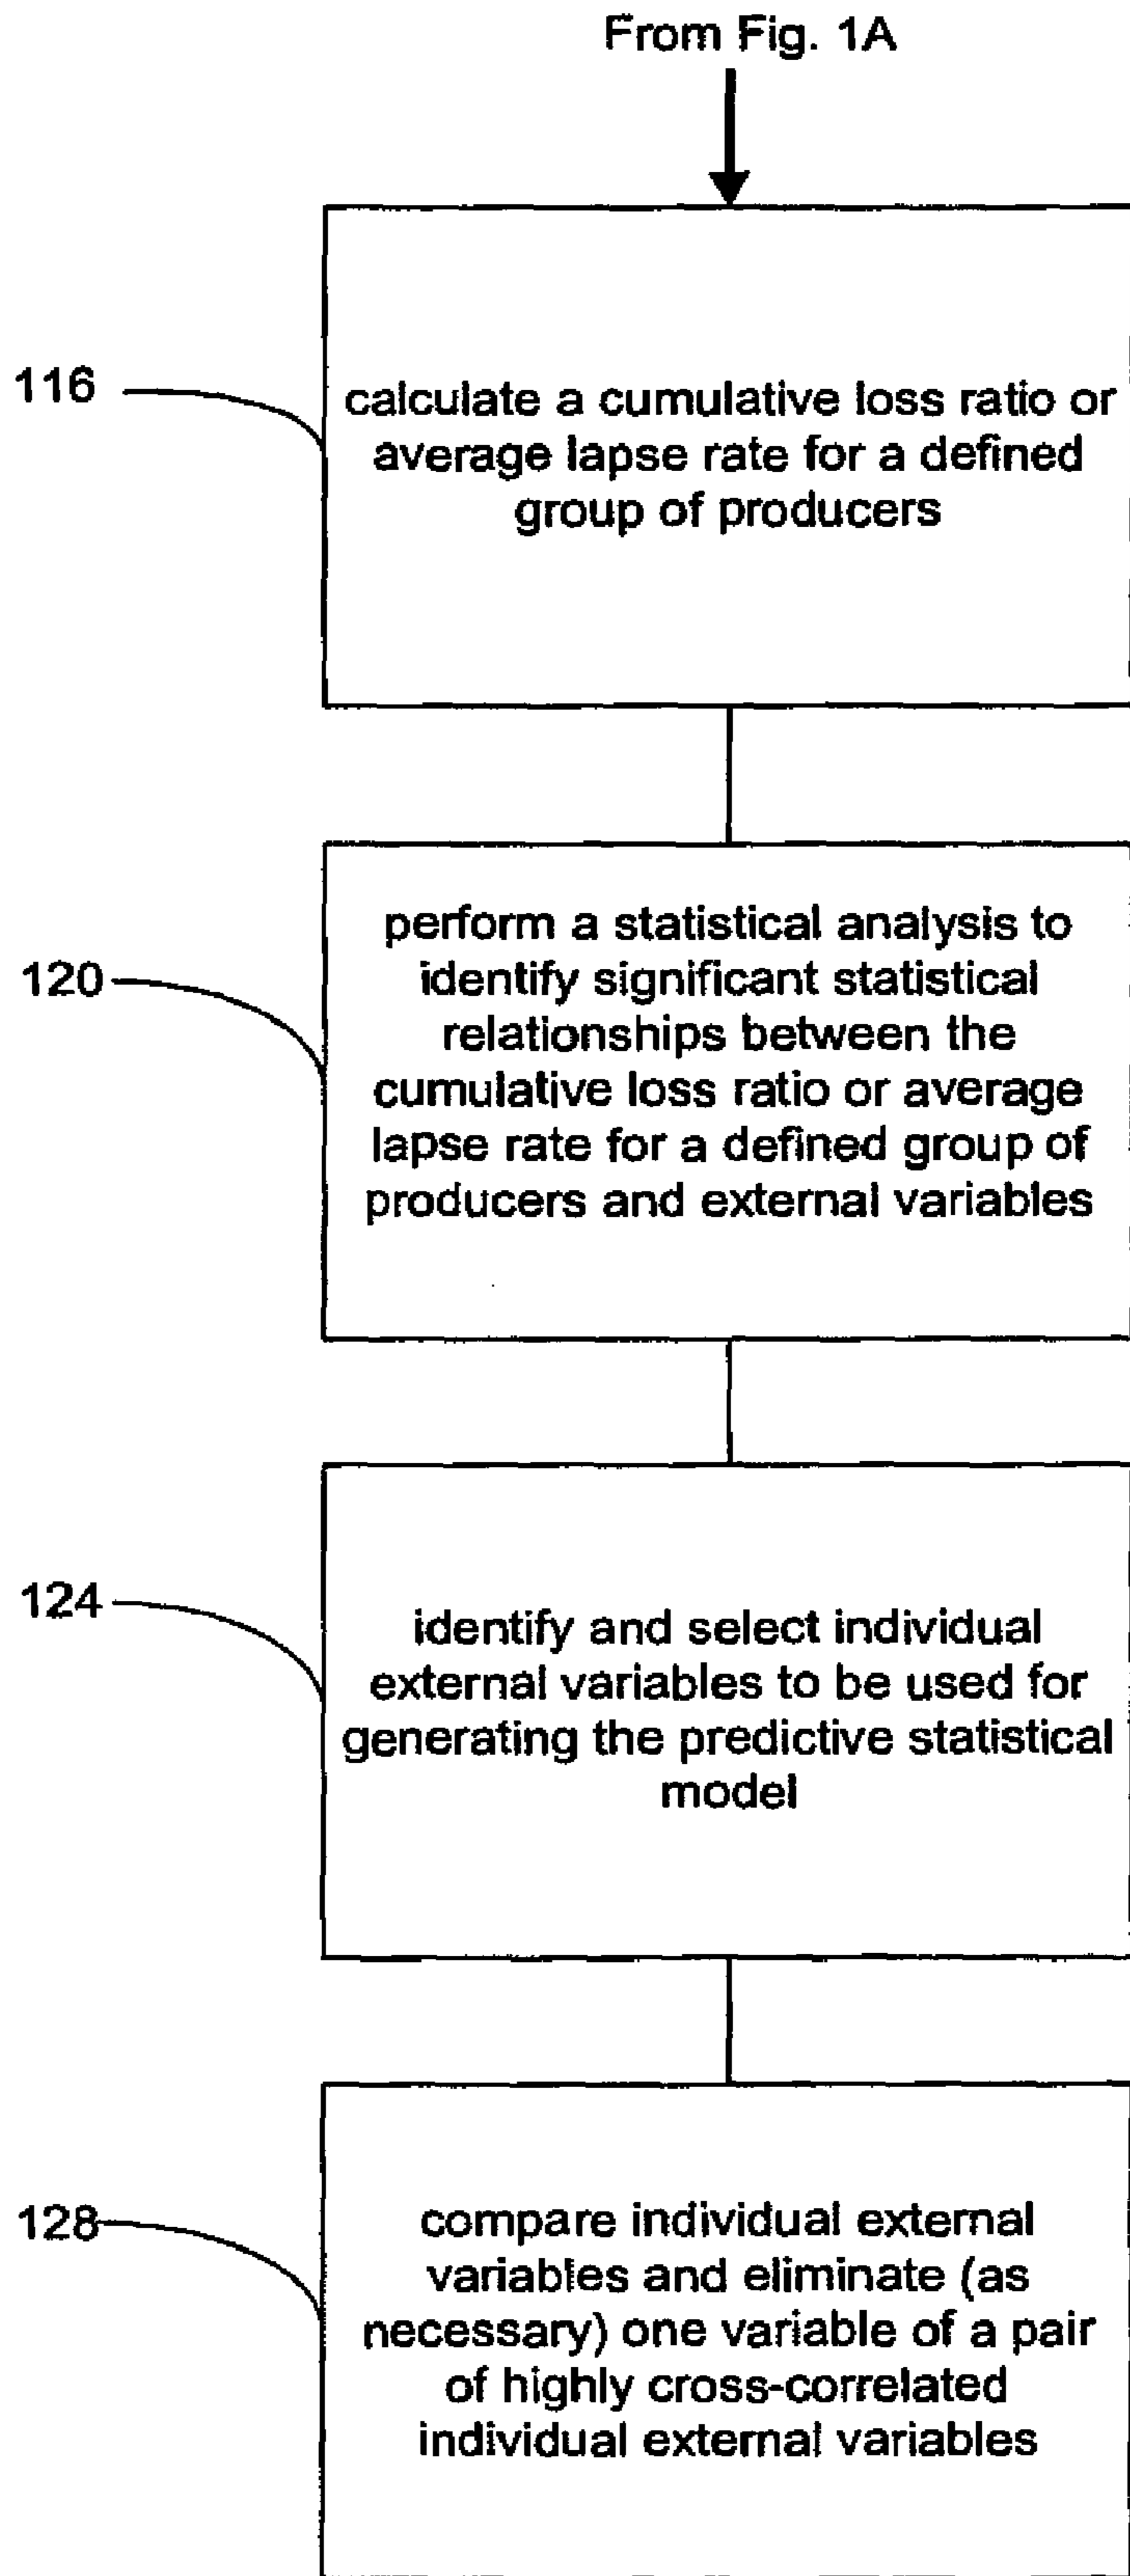 From Fig. 1A
116
calculate a cumulative loss ratio or
average lapse rate for a defined
group of producers
120
perform a statistical analysis to
identify significant statistical
relationships between the
cumulative loss ratio or average
lapse rate for a defined group of
producers and external variables
124
identify and select individual
external variables to be used for
generating the predictive statistical
model
128
compare individual external
variables and eliminate (as
necessary) one variable of a pair
of highly cross-correlated
individual external variables